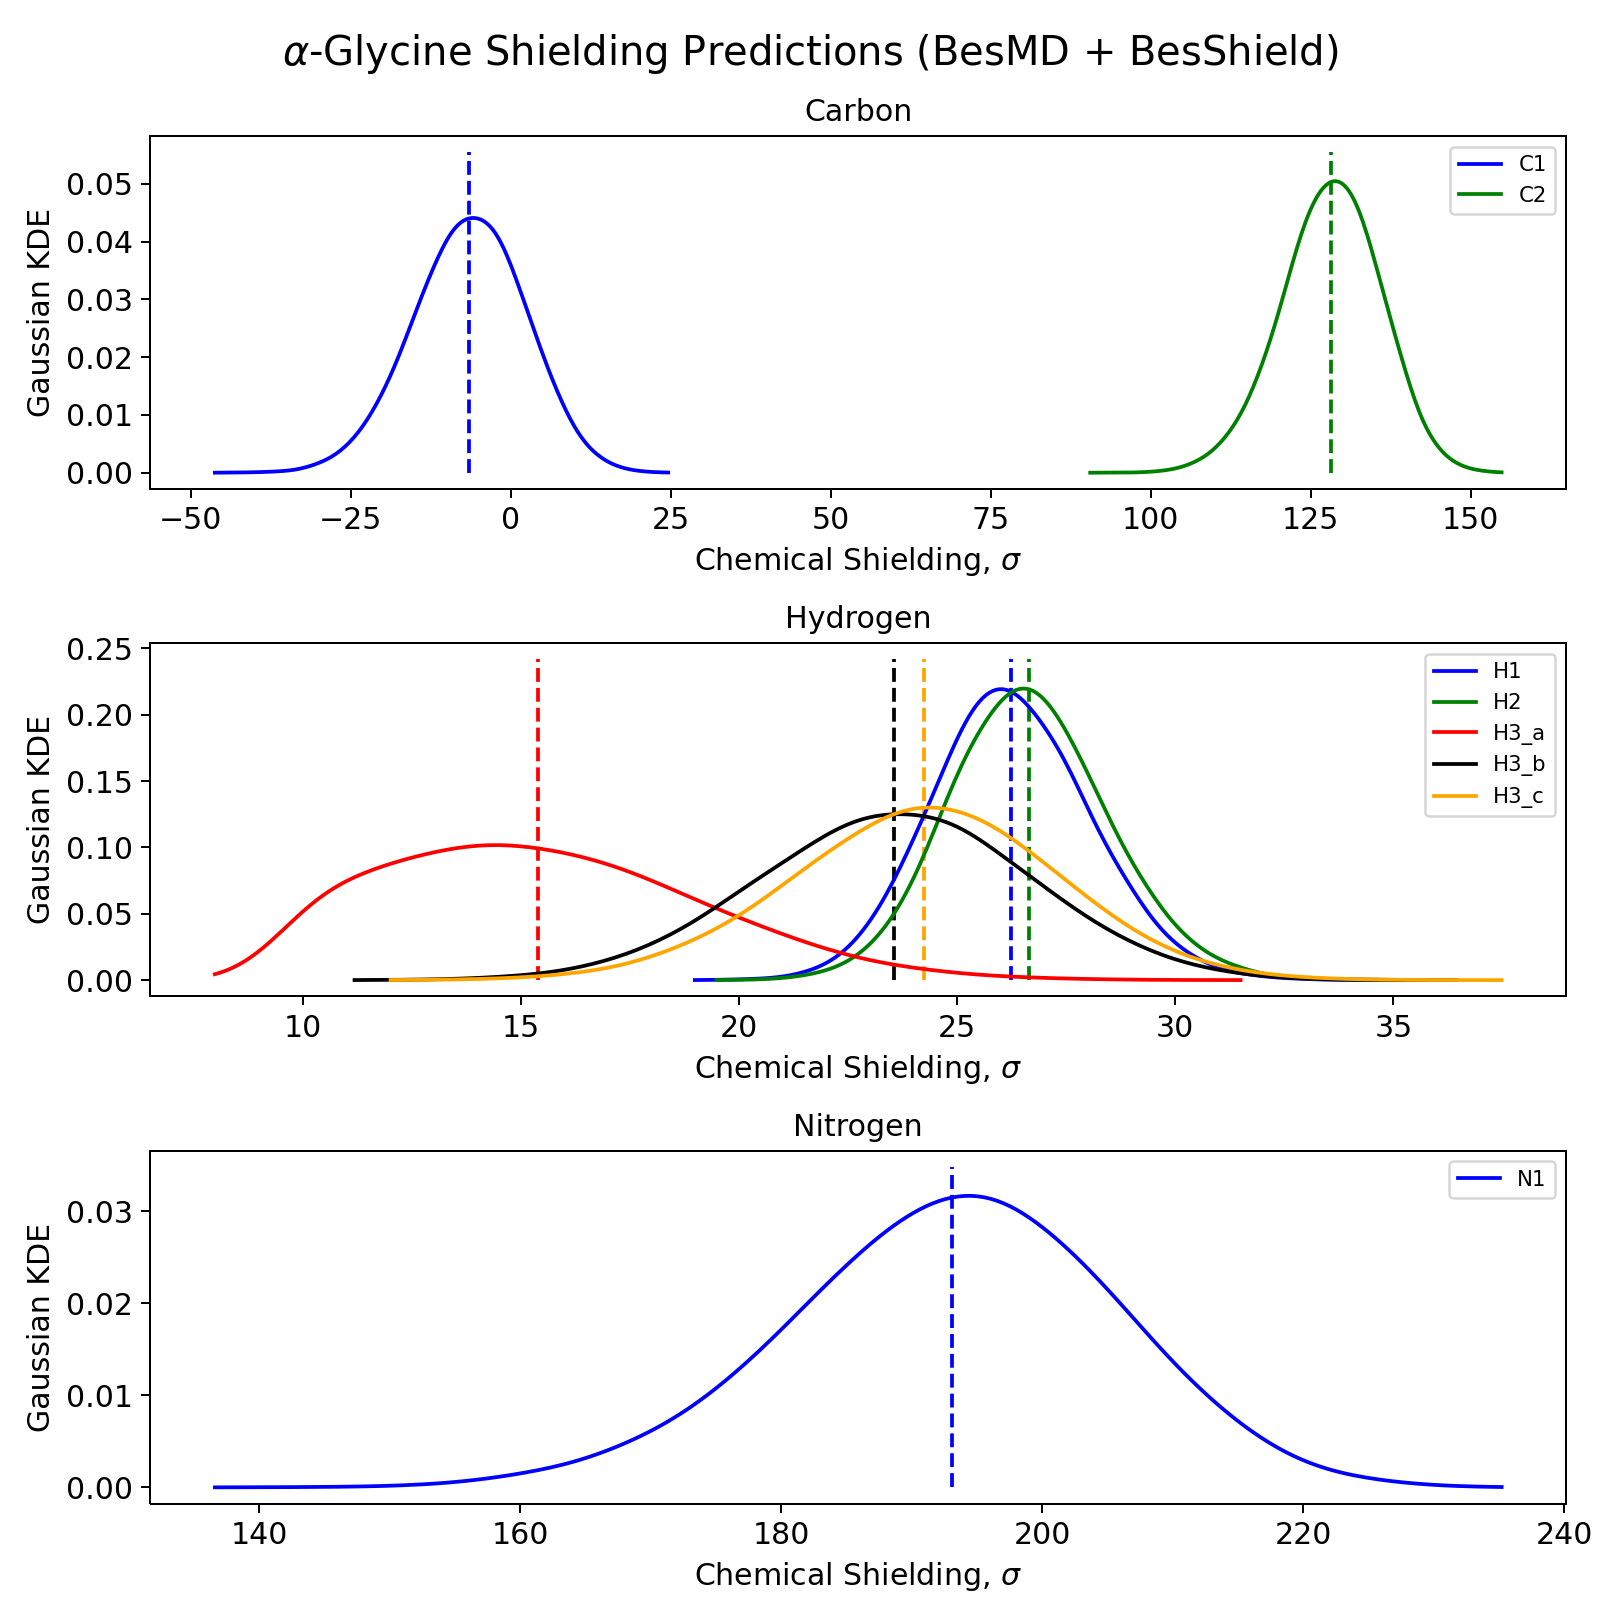 α-Glycine Shielding Predictions (BesMD + BesShield)
Carbon
Gaussian KDE
0.05
0.04
0.03
0.02
0.01
0.00
C1
C2
−50 −25 0 25 50 75 100 125 150
Chemical Shielding, σ
Hydrogen
Gaussian KDE
0.25
0.20
0.15
0.10
0.05
0.00
H1
H2
H3_a
H3_b
H3_c
10 15 20 25 30 35
Chemical Shielding, σ
Nitrogen
Gaussian KDE
0.03
0.02
0.01
0.00
N1
140 160 180 200 220 240
Chemical Shielding, σ